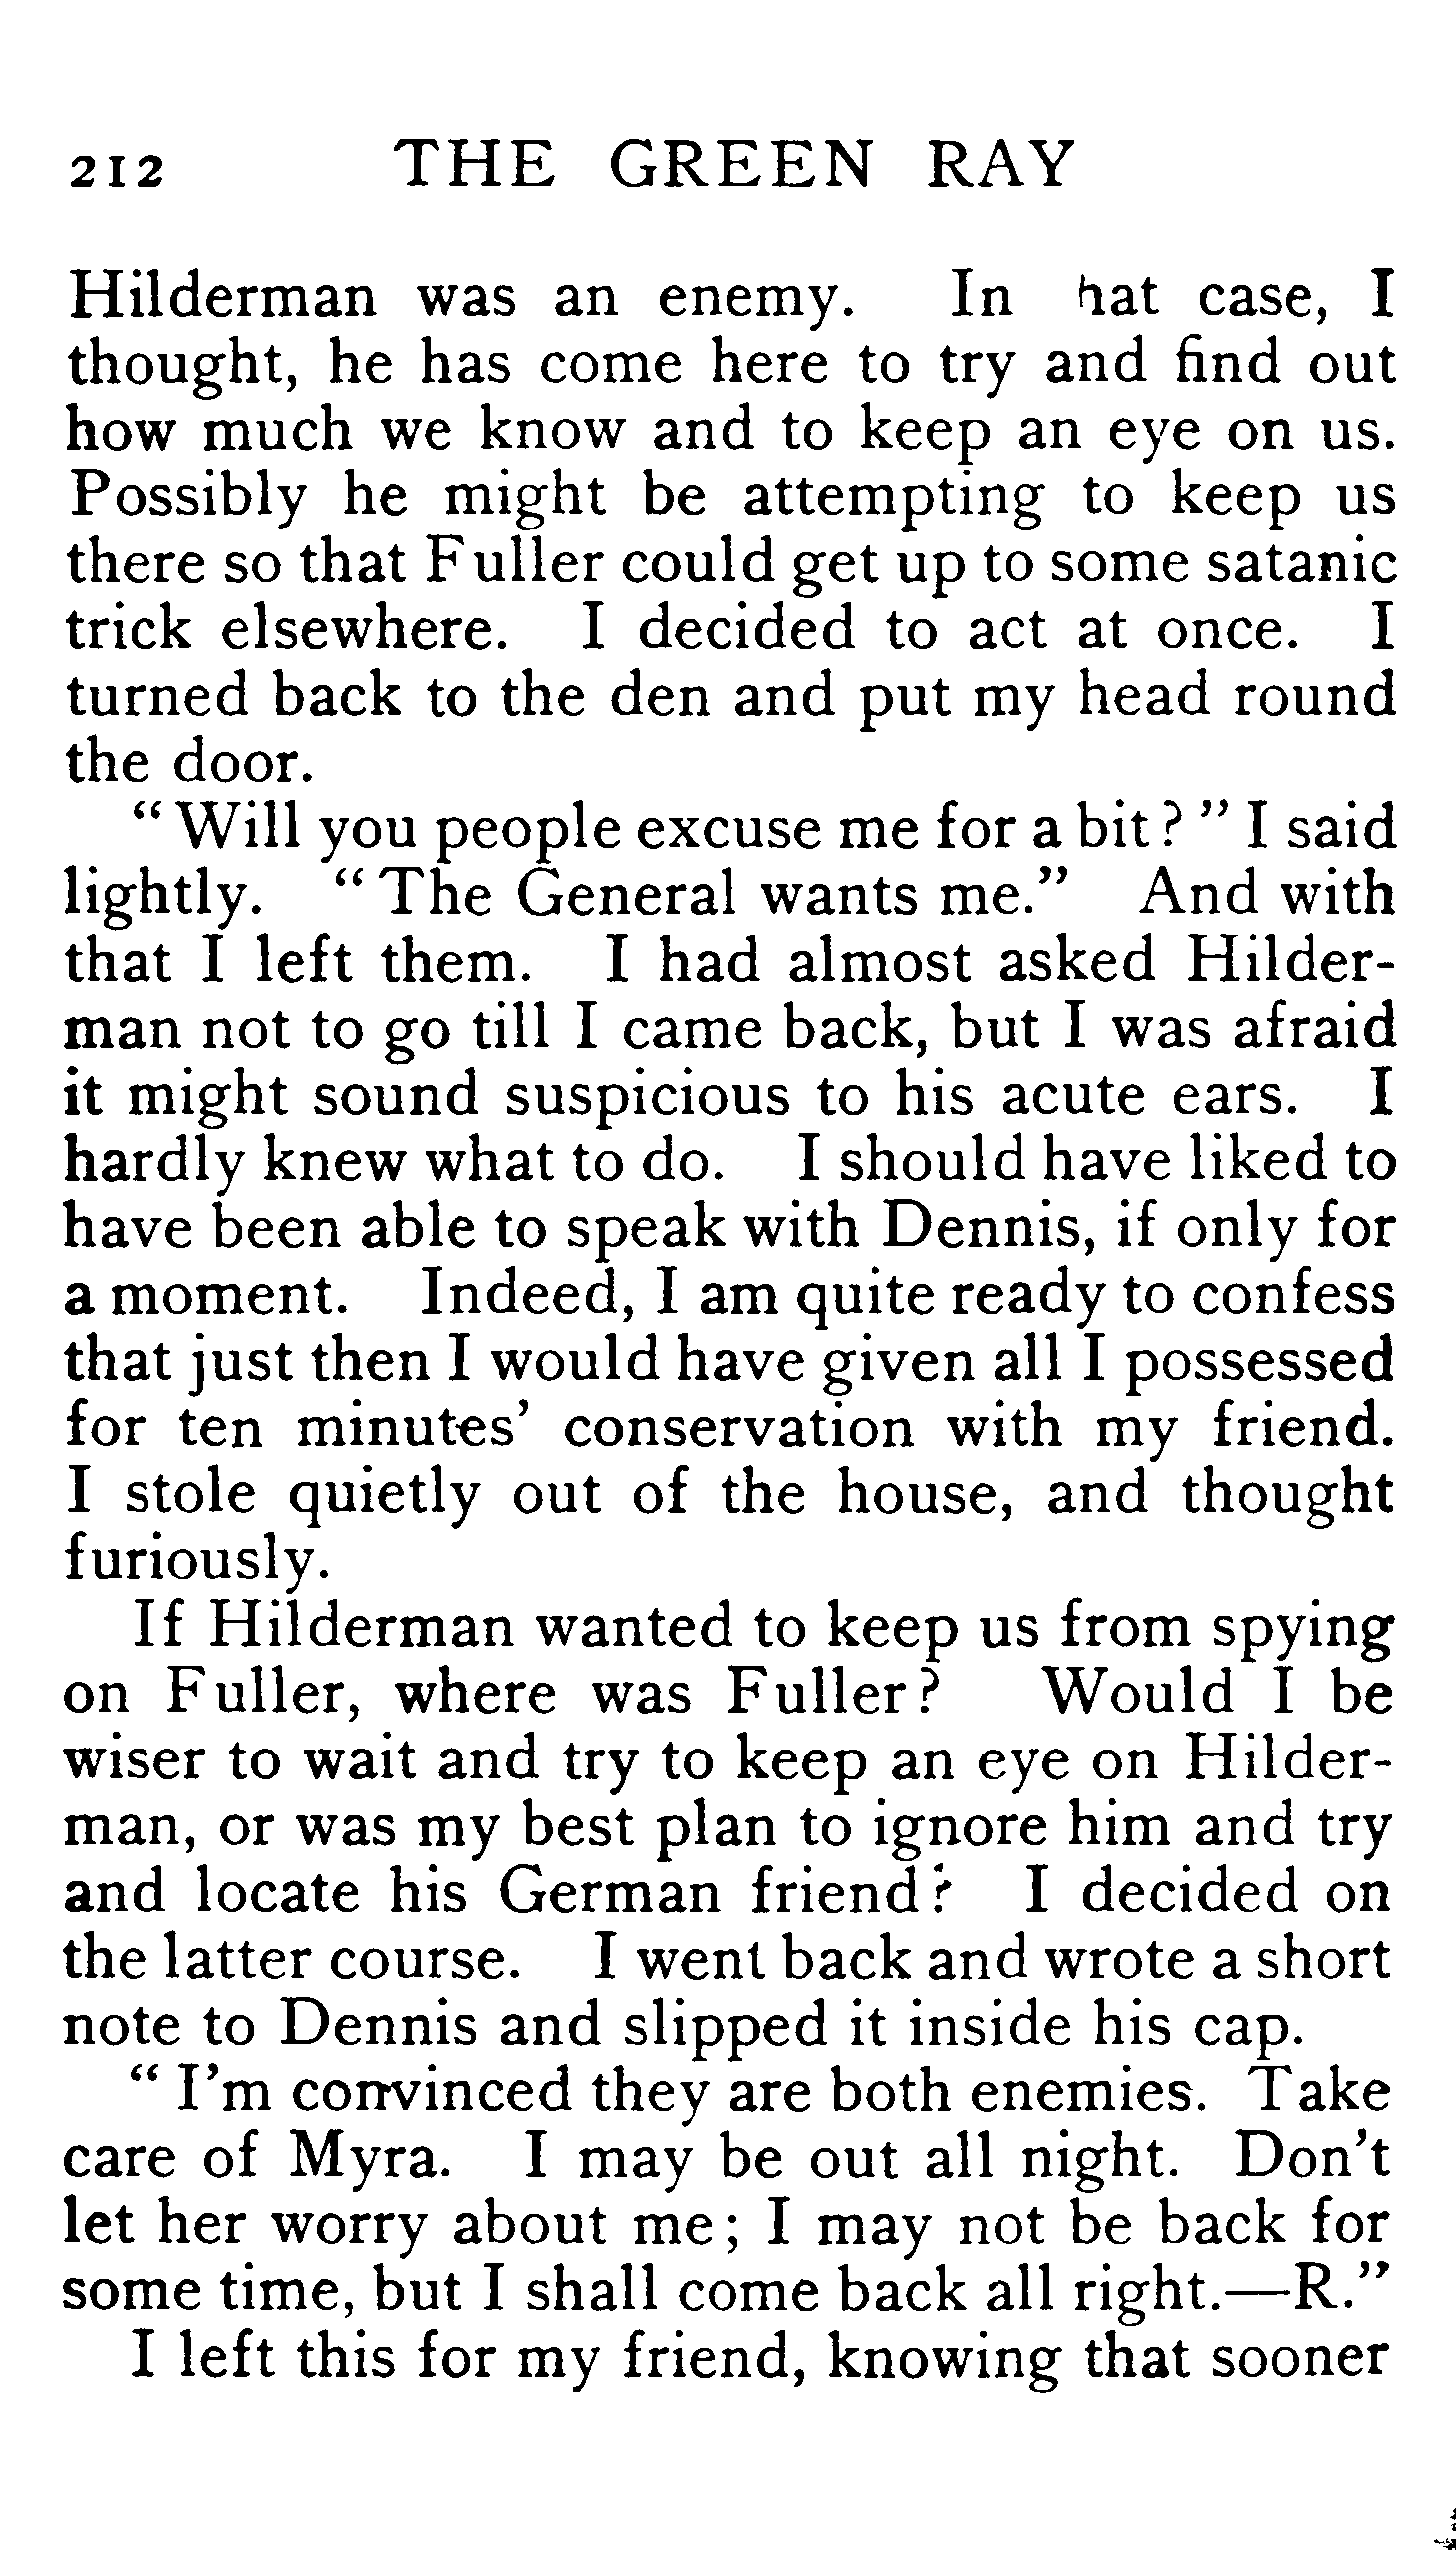 212 THE GREEN RAY
Hilderman was an enemy. In hat case, I
thought, he has come here to try and find out
how much we know and to keep an eye on us.
Possibly he might be attempting to keep us
there so that Fuller could get up to some satanic
trick elsewhere. I decided to act at once. I
turned back to the den and put my head round
the door.
“Will you people excuse me for a bit?” I said
lightly. “The General wants me.” And with
that I left them. I had almost asked Hilder-
man not to go till I came back, but I was afraid
it might sound suspicious to his acute ears. I
hardly knew what to do. I should have liked to
have been able to speak with Dennis, if only for
a moment. Indeed, I am quite ready to confess
that just then I would have given all I possessed
for ten minutes’ conservation with my friend.
I stole quietly out of the house, and thought
furiously.
If Hilderman wanted to keep us from spying
on Fuller, where was Fuller? Would I be
wiser to wait and try to keep an eye on Hilder-
man, or was my best plan to ignore him and try
and locate his German friend? I decided on
the latter course. I went back and wrote a short
note to Dennis and slipped it inside his cap.
“I’m convinced they are both enemies. Take
care of Myra. I may be out all night. Don’t
let her worry about me; I may not be back for
some time, but I shall come back all right.—R.”
I left this for my friend, knowing that sooner